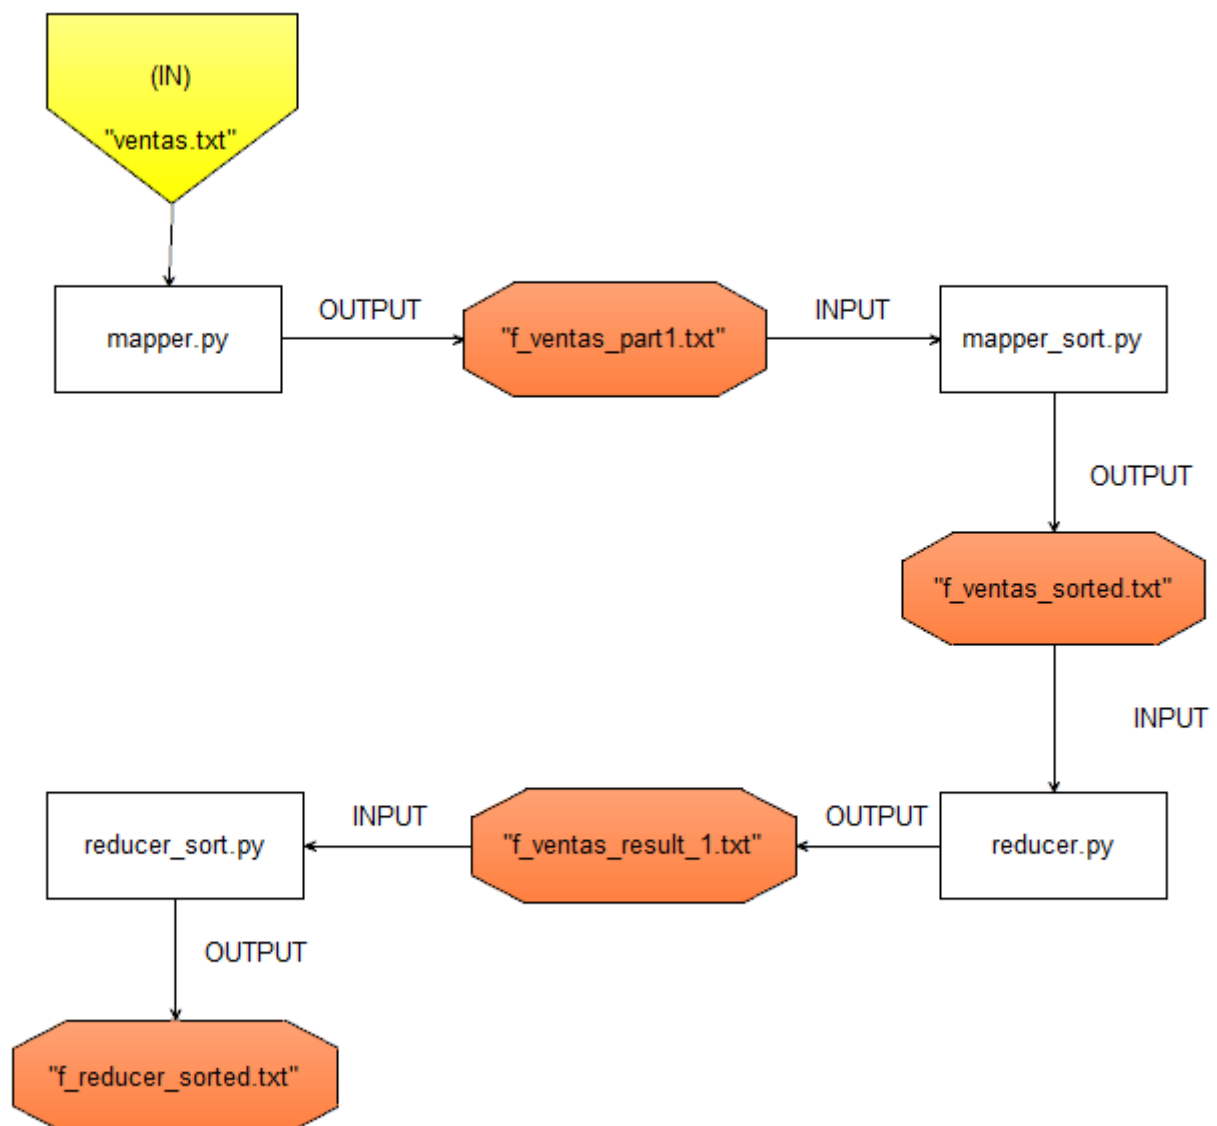 (IN)
"ventas.txt"
mapper.py
OUTPUT
"f_ventas_part1.txt"
INPUT
mapper_sort.py
OUTPUT
"f_ventas_sorted.txt"
INPUT
reducer.py
OUTPUT
"f_ventas_result_1.txt"
INPUT
reducer_sort.py
OUTPUT
"f_reducer_sorted.txt"